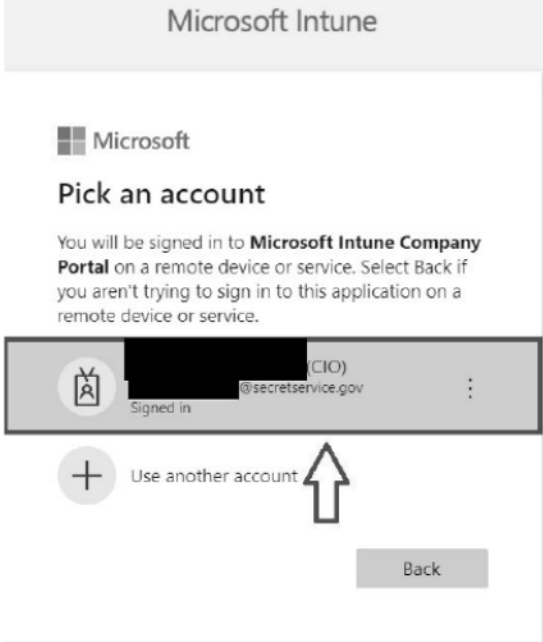 Microsoft Intune
Microsoft
Pick an account
You will be signed in to Microsoft Intune Company
Portal on a remote device or service. Select Back if
you aren't trying to sign in to this application on a
remote device or service.
(CIO)
@secretservice.gov
Signed in
Use another account
Back